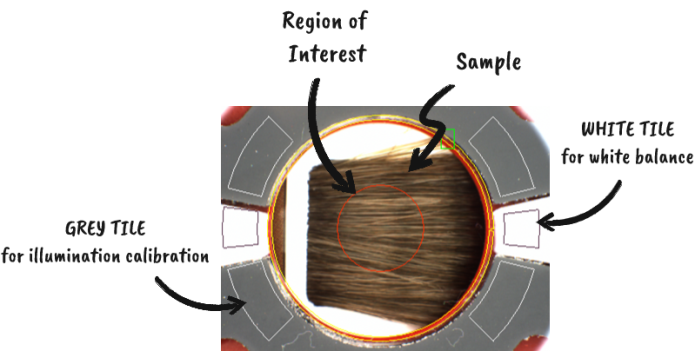 Region of
Interest
Sample
WHITE TILE
for white balance
GREY TILE
for illumination calibration